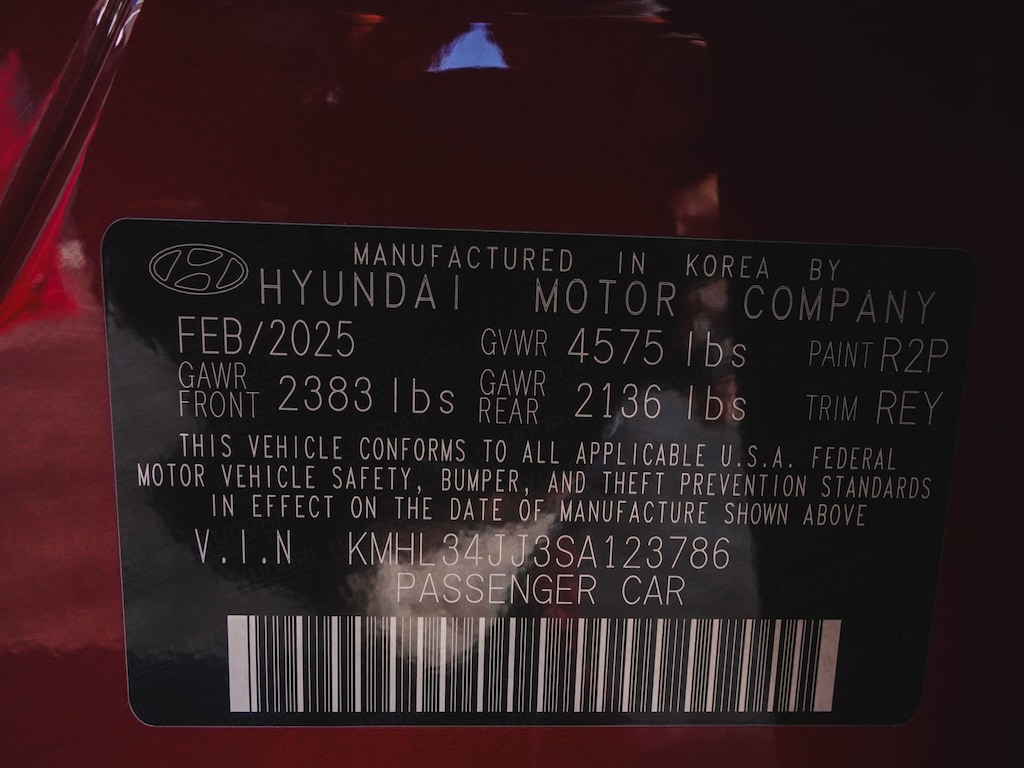 MANUFACTURED IN KOREA BY
HYUNDAI MOTOR COMPANY
FEB/2025 GVWR 4575 lbs PAINT R2P
GAWR FRONT 2383 lbs GAWR REAR 2136 lbs TRIM REY
THIS VEHICLE CONFORMS TO ALL APPLICABLE U.S.A. FEDERAL
MOTOR VEHICLE SAFETY, BUMPER, AND THEFT PREVENTION STANDARDS
IN EFFECT ON THE DATE OF MANUFACTURE SHOWN ABOVE
V.I.N KMHL34JJ3SA123786
PASSENGER CAR